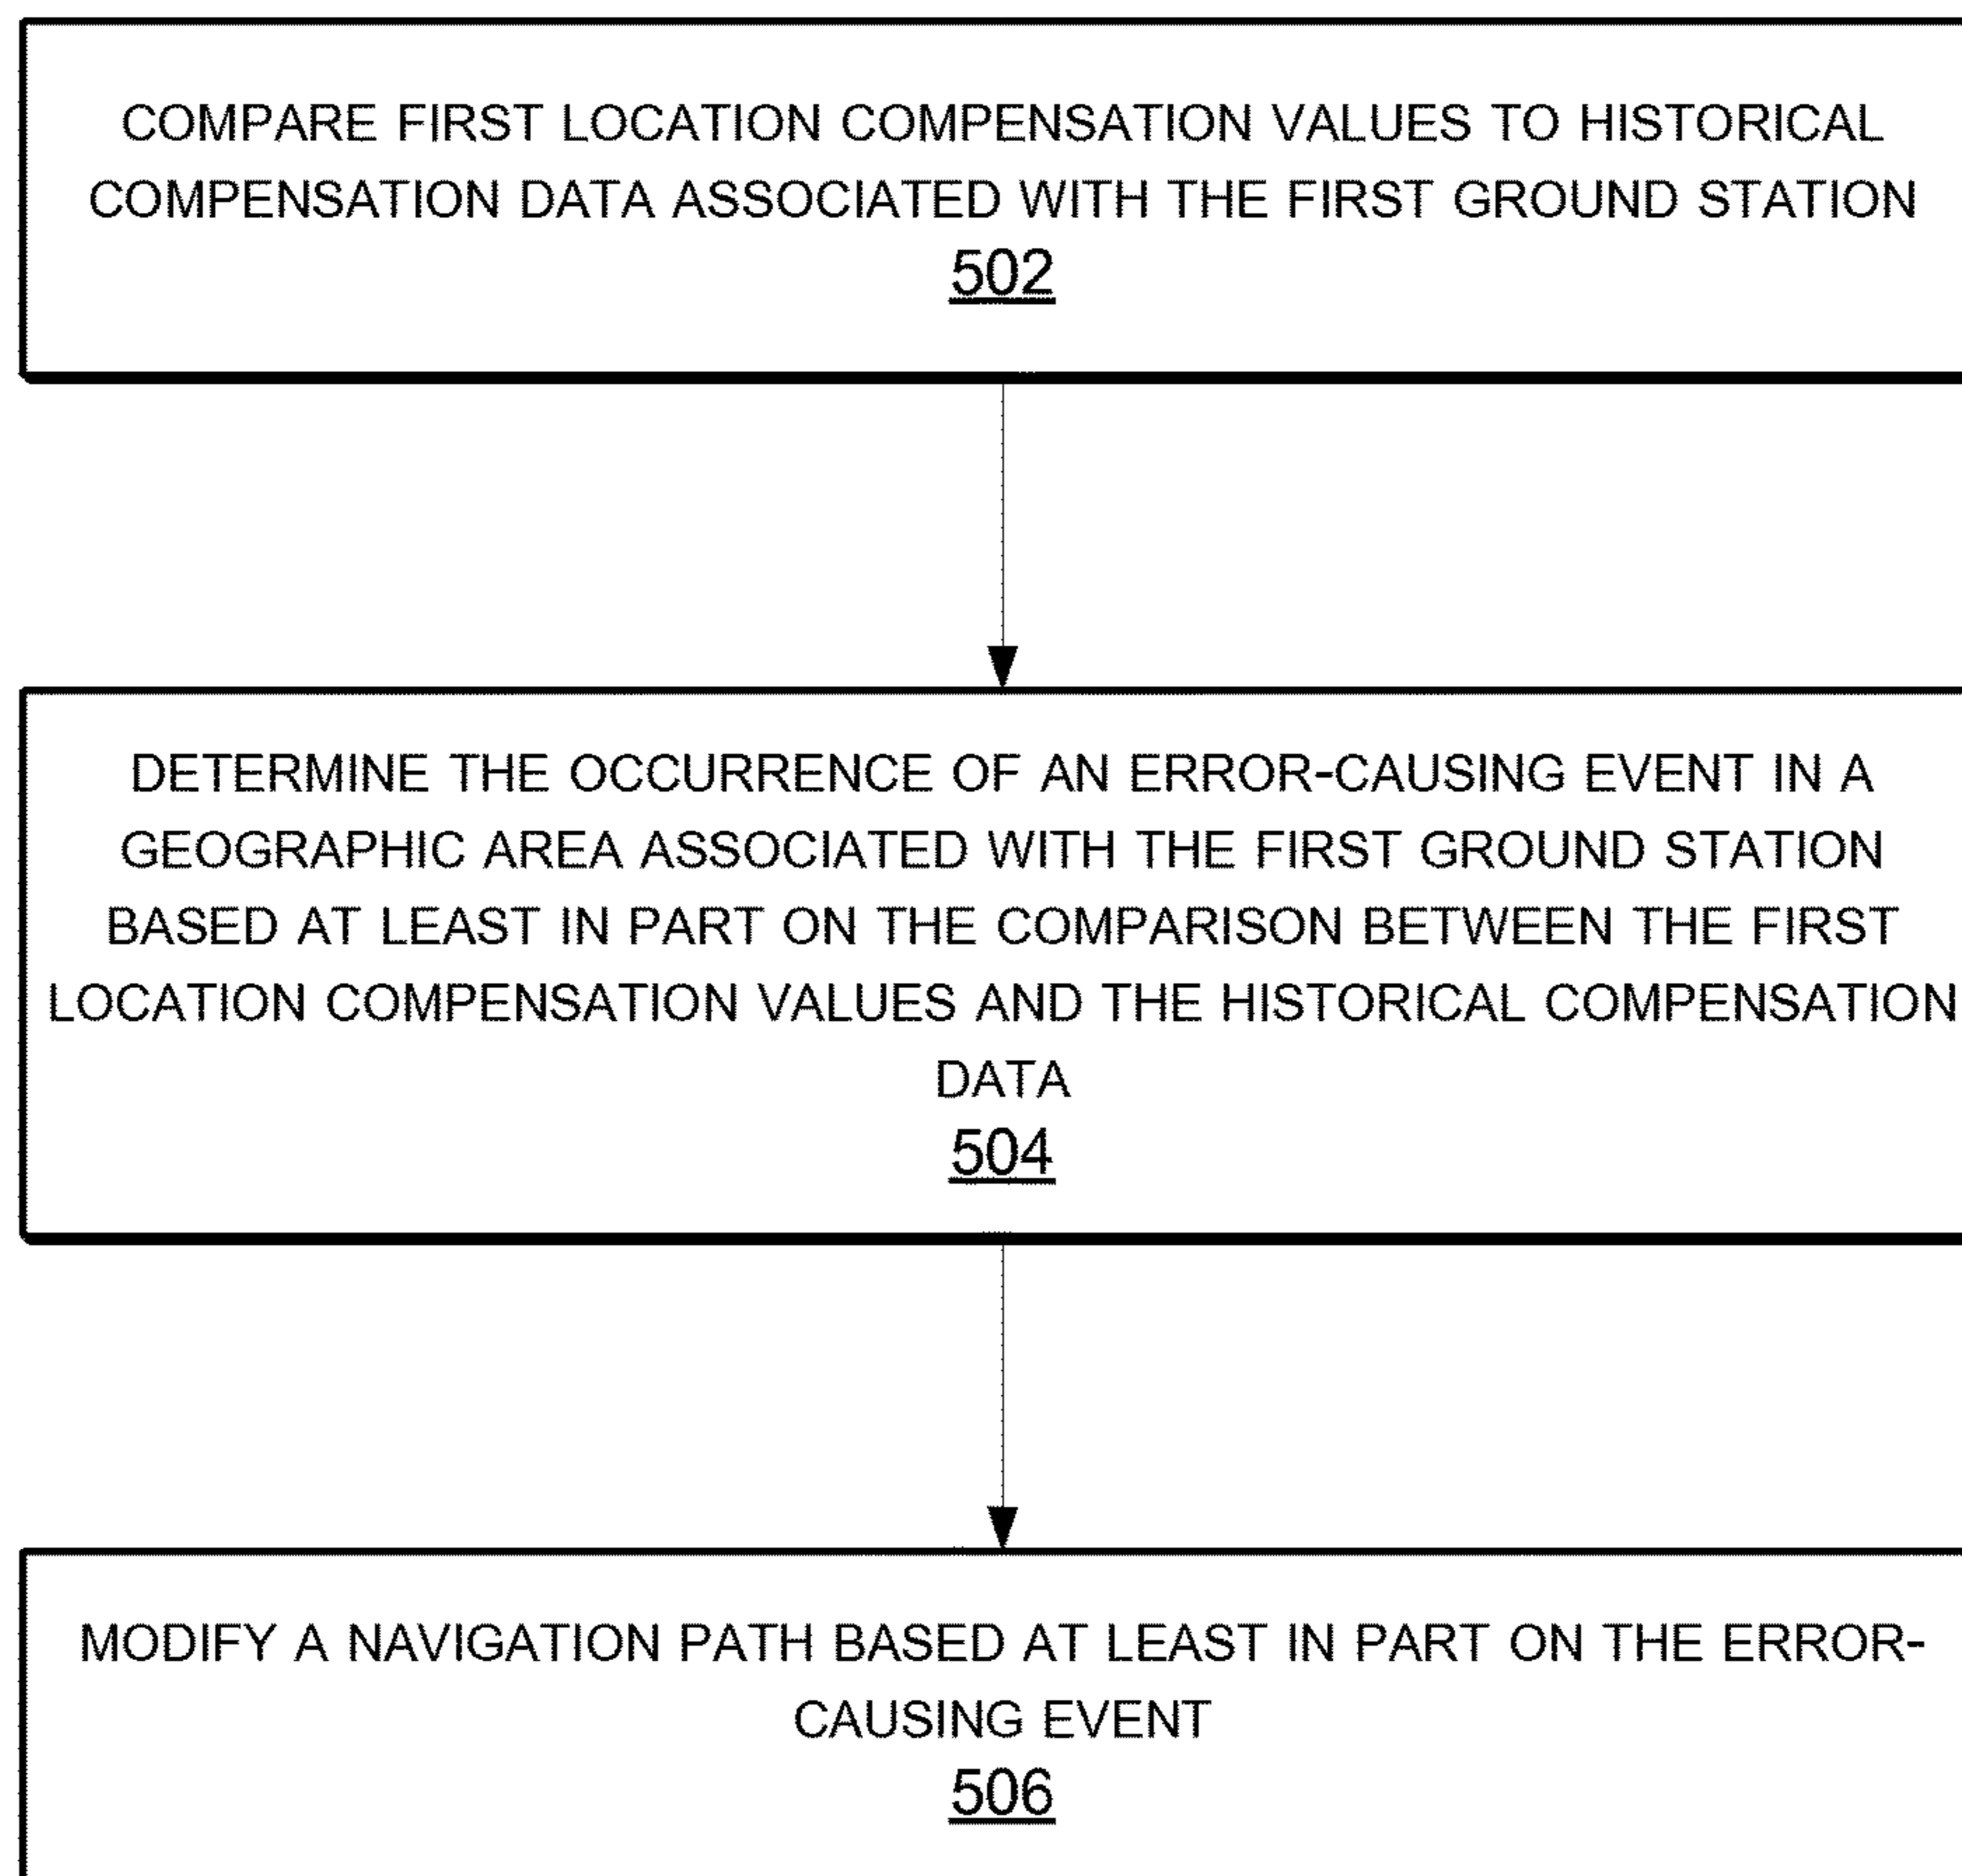 COMPARE FIRST LOCATION COMPENSATION VALUES TO HISTORICAL
COMPENSATION DATA ASSOCIATED WITH THE FIRST GROUND STATION
502
DETERMINE THE OCCURRENCE OF AN ERROR-CAUSING EVENT IN A
GEOGRAPHIC AREA ASSOCIATED WITH THE FIRST GROUND STATION
BASED AT LEAST IN PART ON THE COMPARISON BETWEEN THE FIRST
LOCATION COMPENSATION VALUES AND THE HISTORICAL COMPENSATION
DATA
504
MODIFY A NAVIGATION PATH BASED AT LEAST IN PART ON THE ERROR-
CAUSING EVENT
506